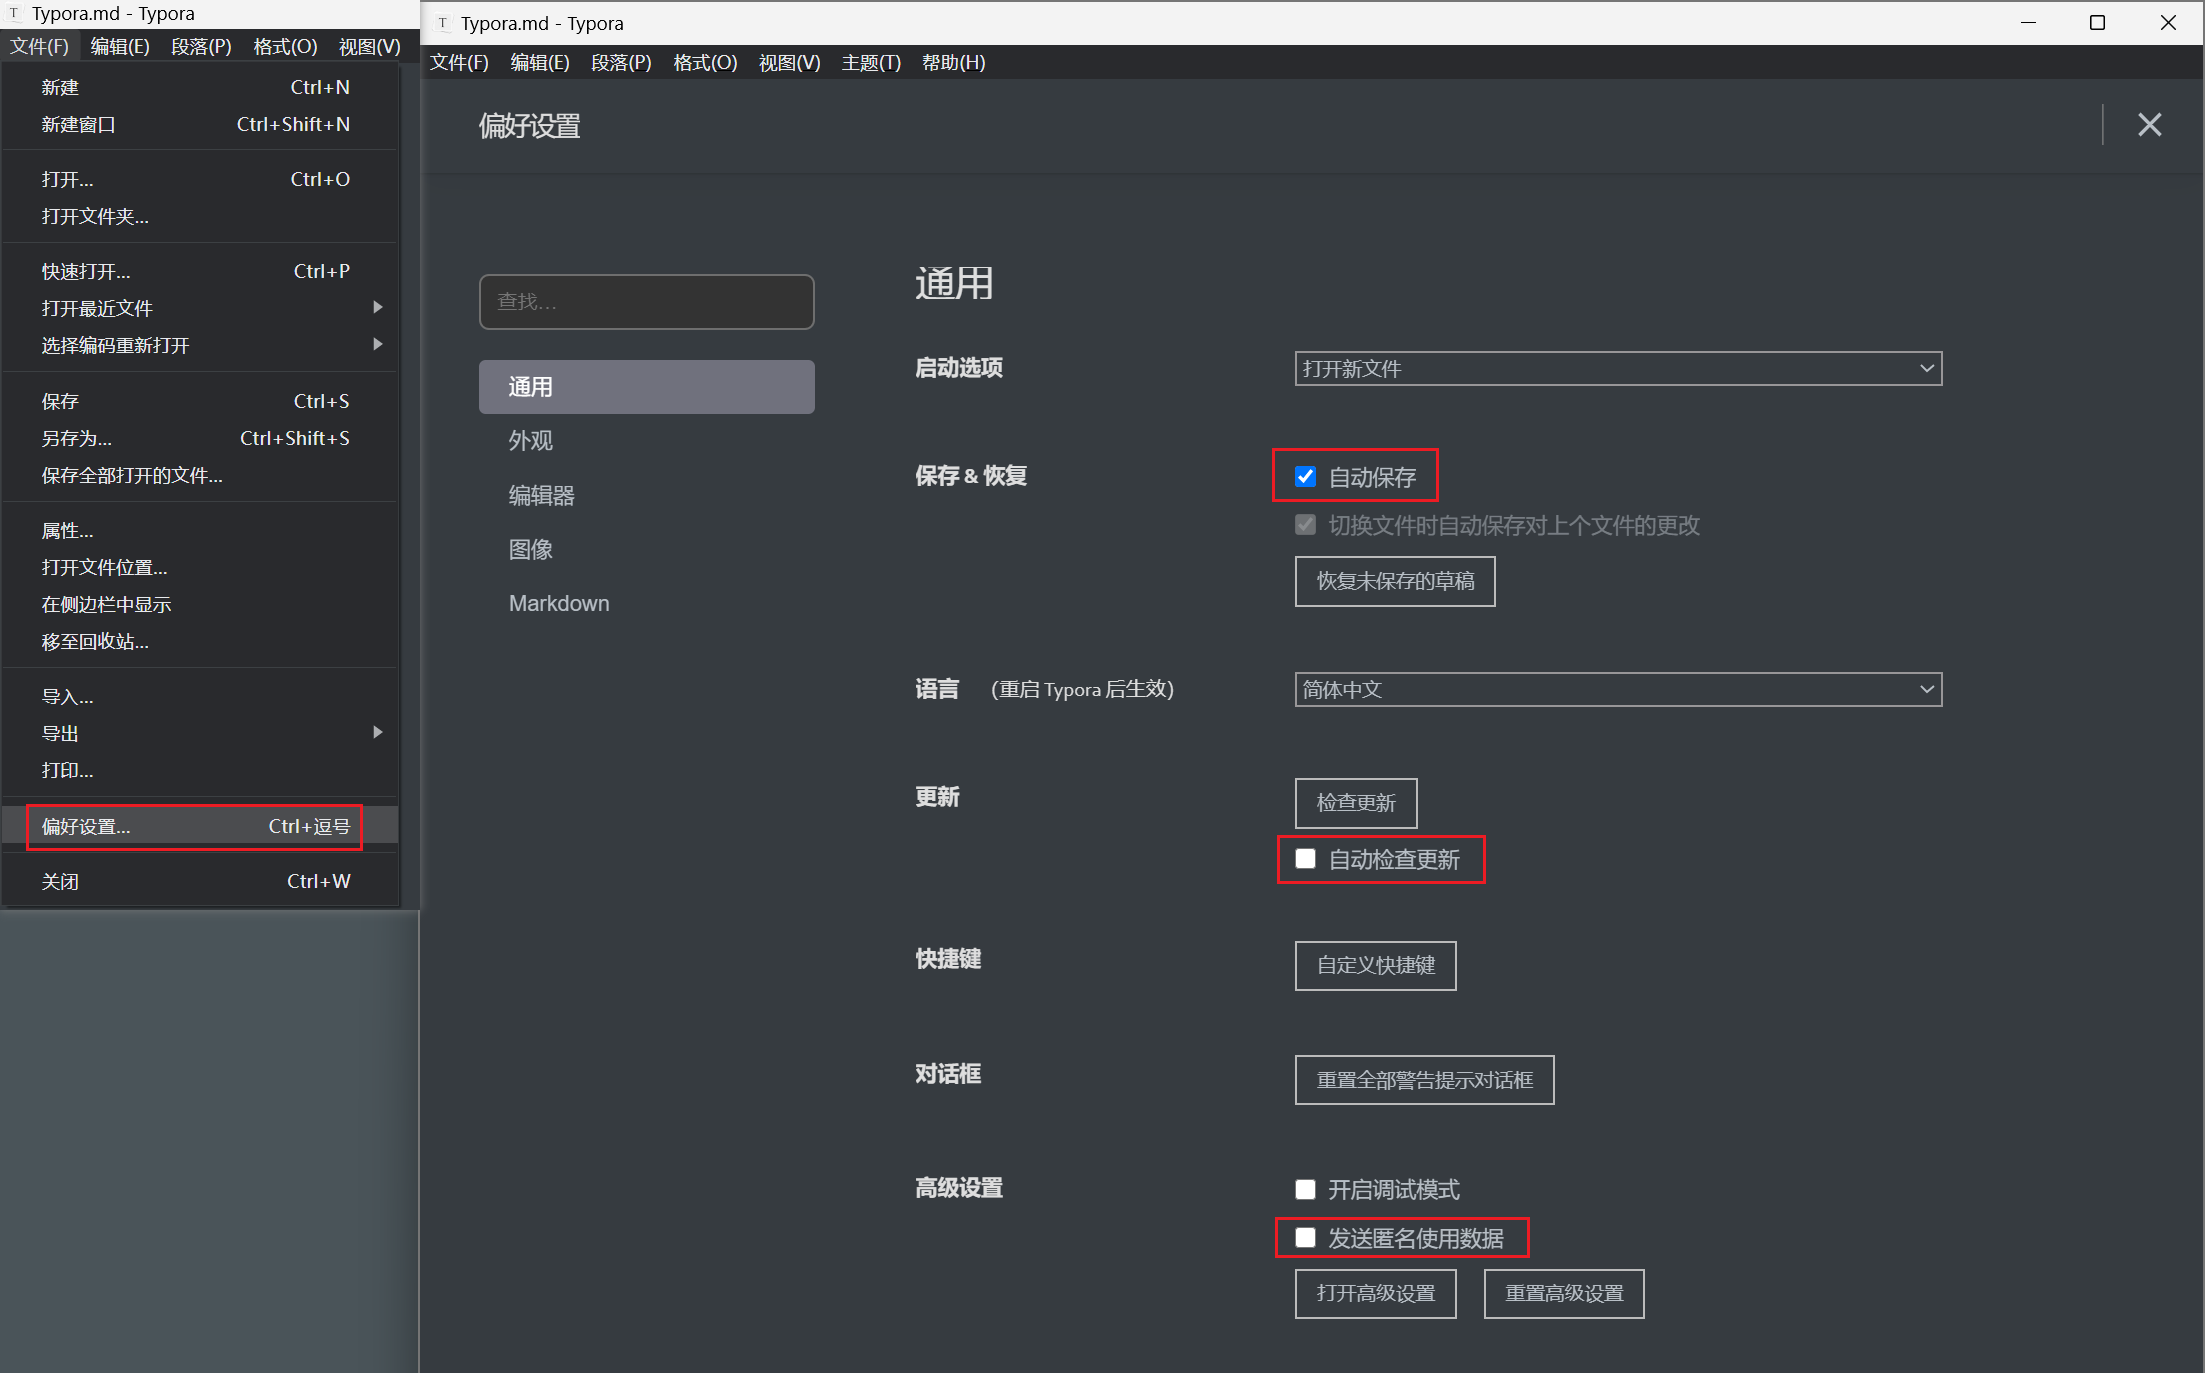 Typora.md - Typora
文件(F) 编辑(E) 段落(P) 格式(O) 视图(V)
新建 Ctrl+N
新建窗口 Ctrl+Shift+N
打开... Ctrl+O
打开文件夹...
快速打开... Ctrl+P
打开最近文件
选择编码重新打开
保存 Ctrl+S
另存为... Ctrl+Shift+S
保存全部打开的文件...
属性...
打开文件位置...
在侧边栏中显示
移至回收站...
导入...
导出
打印...
偏好设置... Ctrl+逗号
关闭 Ctrl+W
Typora.md - Typora
文件(F) 编辑(E) 段落(P) 格式(O) 视图(V) 主题(T) 帮助(H)
偏好设置
查找...
通用
外观
编辑器
图像
Markdown
通用
启动选项 打开新文件
保存 & 恢复 自动保存
切换文件时自动保存对上个文件的更改
恢复未保存的草稿
语言 (重启 Typora 后生效) 简体中文
更新 检查更新
自动检查更新
快捷键 自定义快捷键
对话框 重置全部警告提示对话框
高级设置 开启调试模式
发送匿名使用数据
打开高级设置 重置高级设置